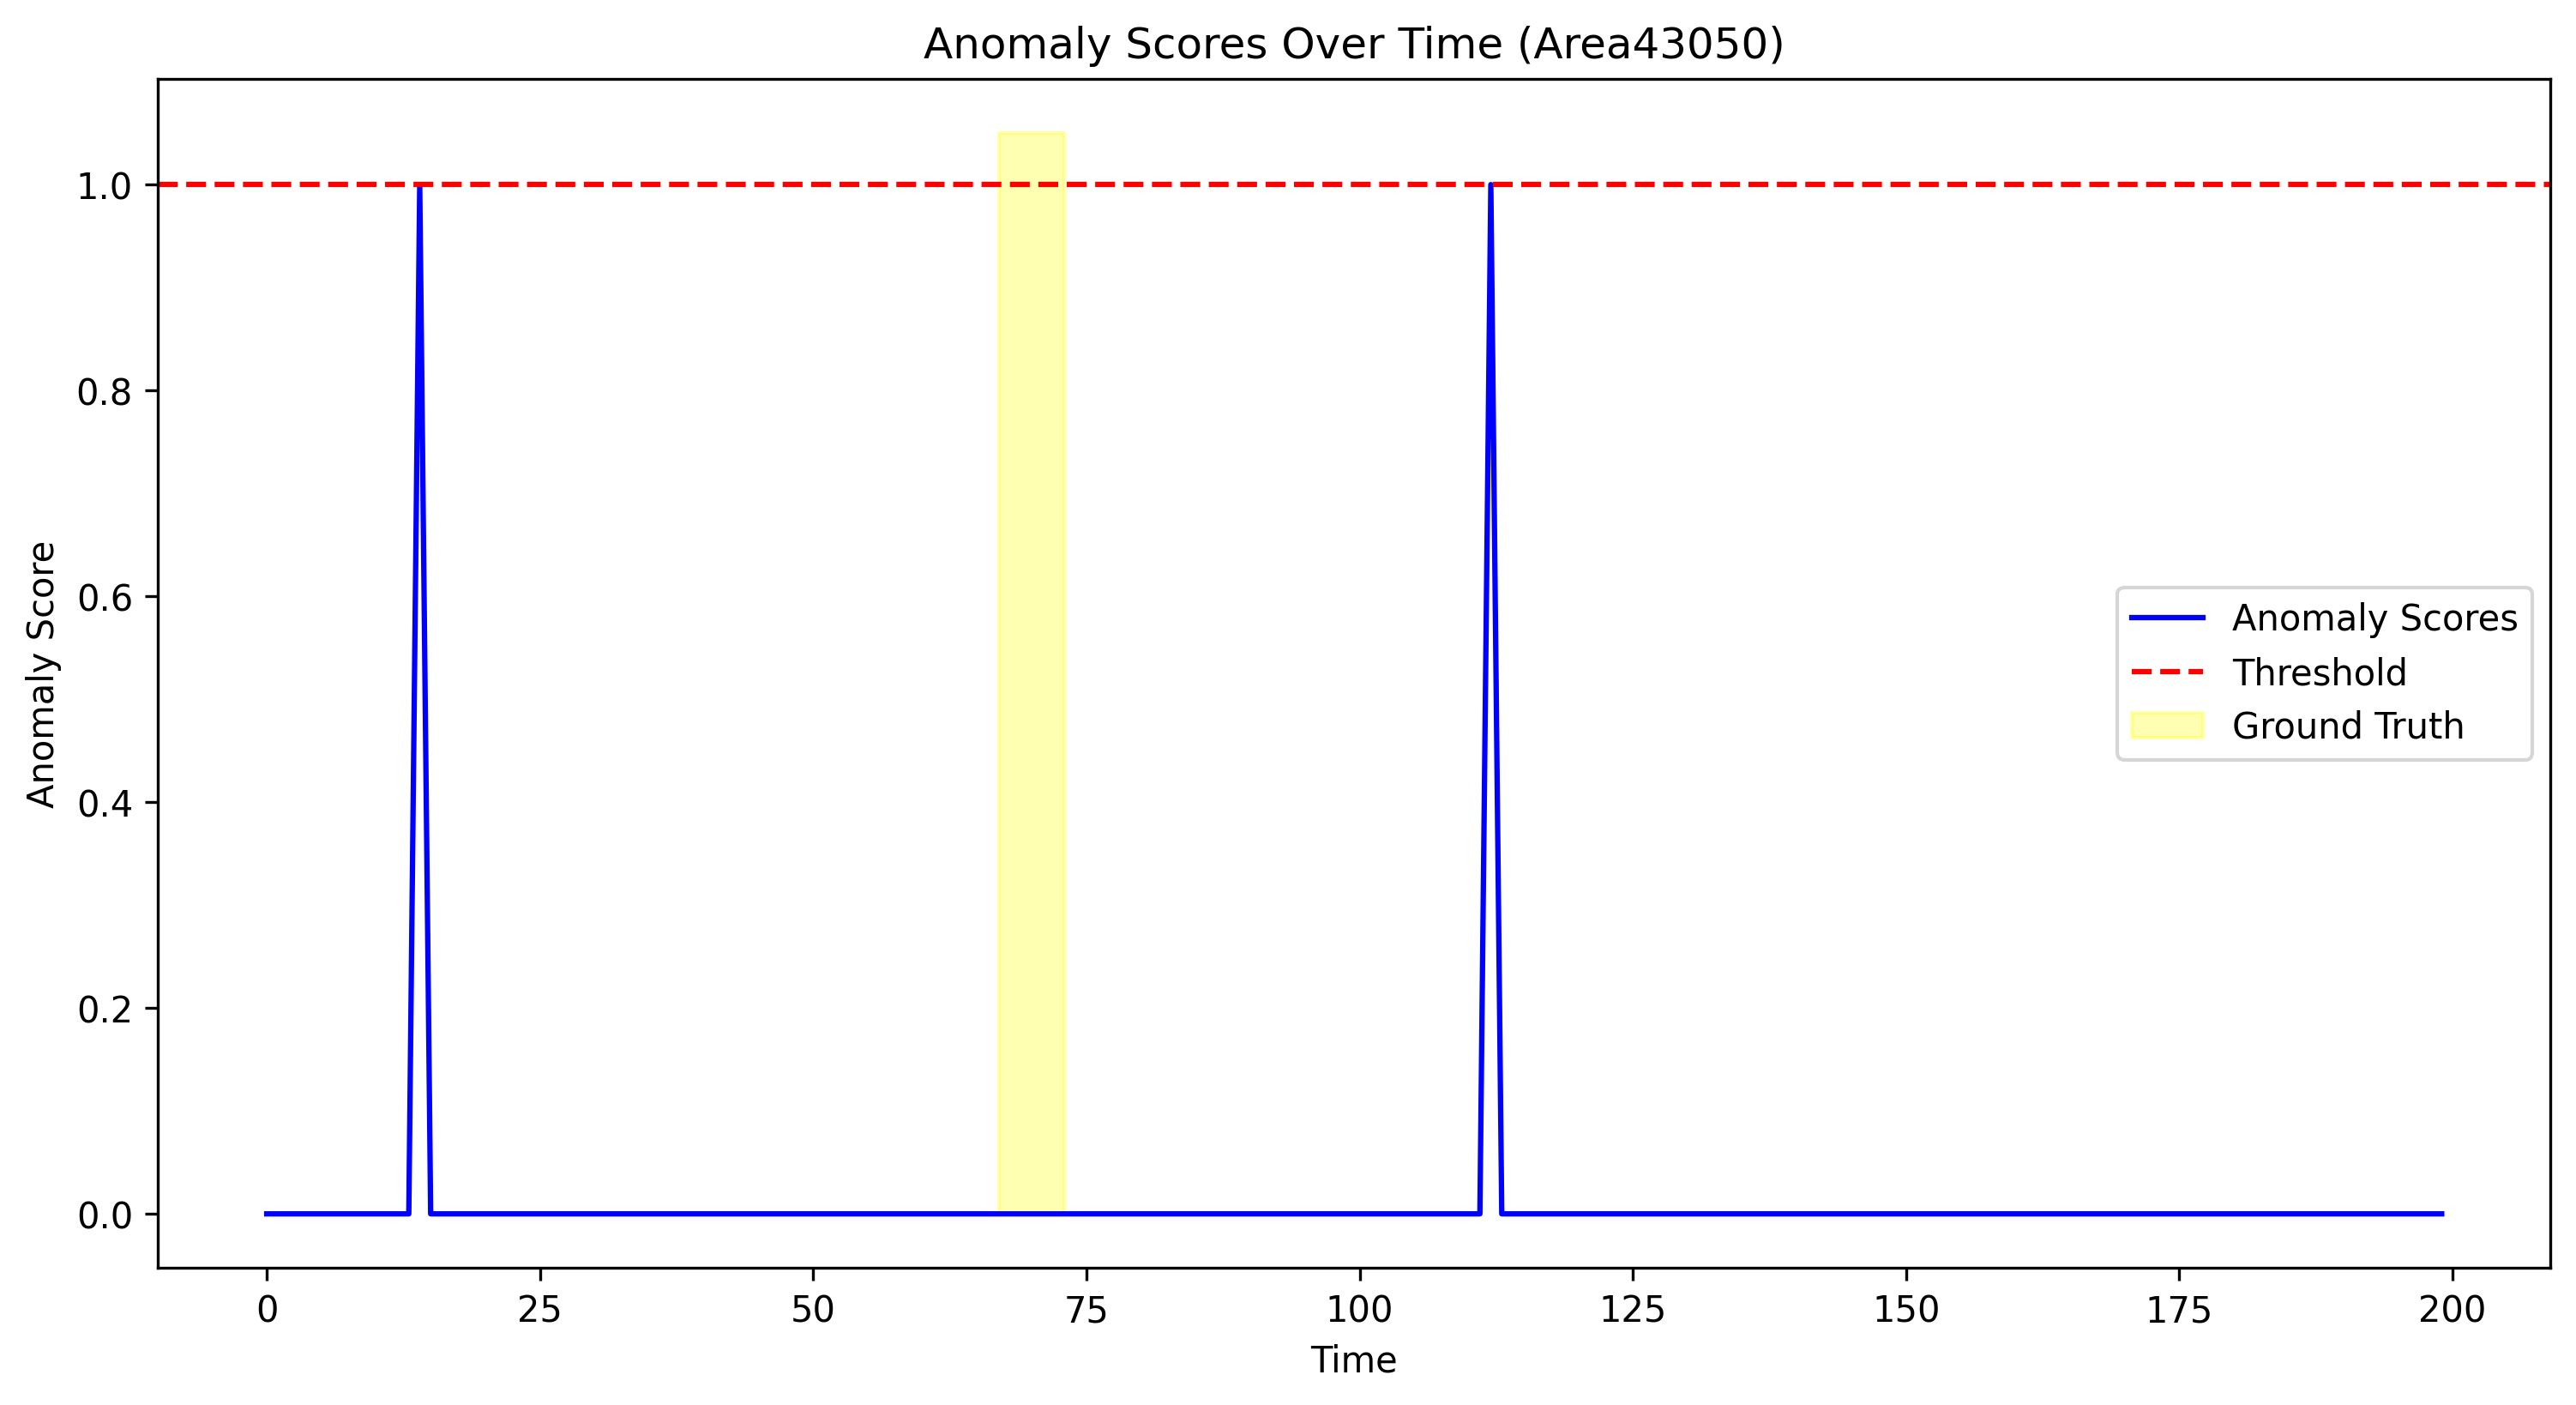 Anomaly Scores Over Time (Area43050)
1.0
0.8
0.6
0.4
0.2
0.0
Anomaly Score
Anomaly Scores
Threshold
Ground Truth
0 25 50 75 100 125 150 175 200
Time